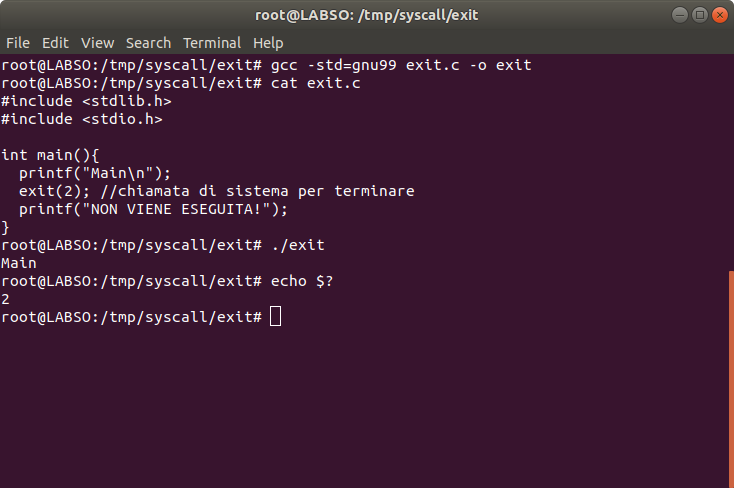 root@LABSO: /tmp/syscall/exit
File Edit View Search Terminal Help
root@LABSO:/tmp/syscall/exit# gcc -std=gnu99 exit.c -o exit
root@LABSO:/tmp/syscall/exit# cat exit.c
#include <stdlib.h>
#include <stdio.h>

int main(){
  printf("Main\n");
  exit(2); //chiamata di sistema per terminare
  printf("NON VIENE ESEGUITA!");
}
root@LABSO:/tmp/syscall/exit# ./exit
Main
root@LABSO:/tmp/syscall/exit# echo $?
2
root@LABSO:/tmp/syscall/exit#